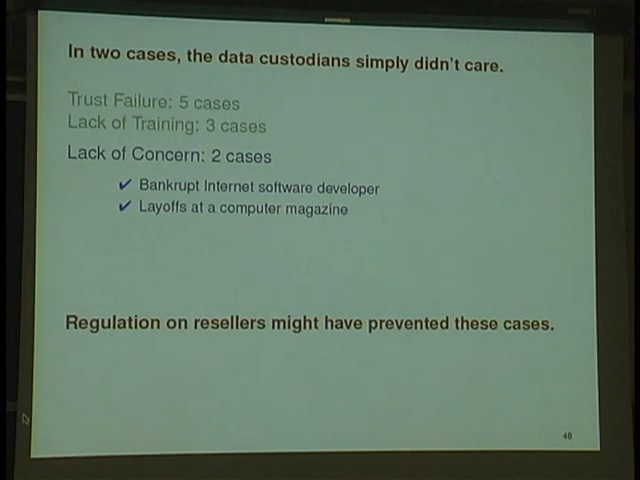 In two cases, the data custodians simply didn't care.
Trust Failure: 5 cases
Lack of Training: 3 cases
Lack of Concern: 2 cases
✔ Bankrupt Internet software developer
✔ Layoffs at a computer magazine
Regulation on resellers might have prevented these cases.
48